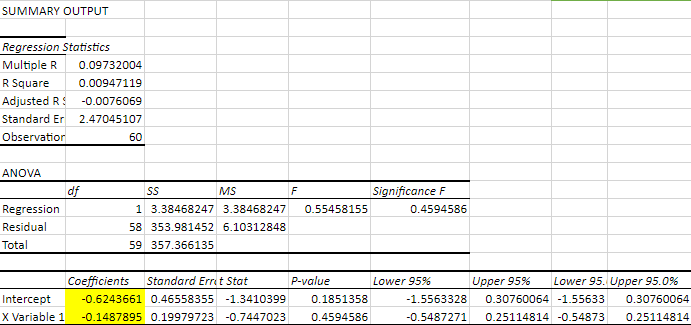 SUMMARY OUTPUT
Regression Statistics
Multiple R 0.09732004
R Square 0.00947119
Adjusted R S -0.0076069
Standard Er 2.47045107
Observation 60
ANOVA
df SS MS F Significance F
Regression 1 3.38468247 3.38468247 0.55458155 0.4594586
Residual 58 353.981452 6.10312848
Total 59 357.366135
Coefficients Standard Erro t Stat P-value Lower 95% Upper 95% Lower 95. Upper 95.0%
Intercept -0.6243661 0.46558355 -1.3410399 0.1851358 -1.5563328 0.30760064 -1.55633 0.30760064
X Variable 1 -0.1487895 0.19979723 -0.7447023 0.4594586 -0.5487271 0.25114814 -0.54873 0.25114814